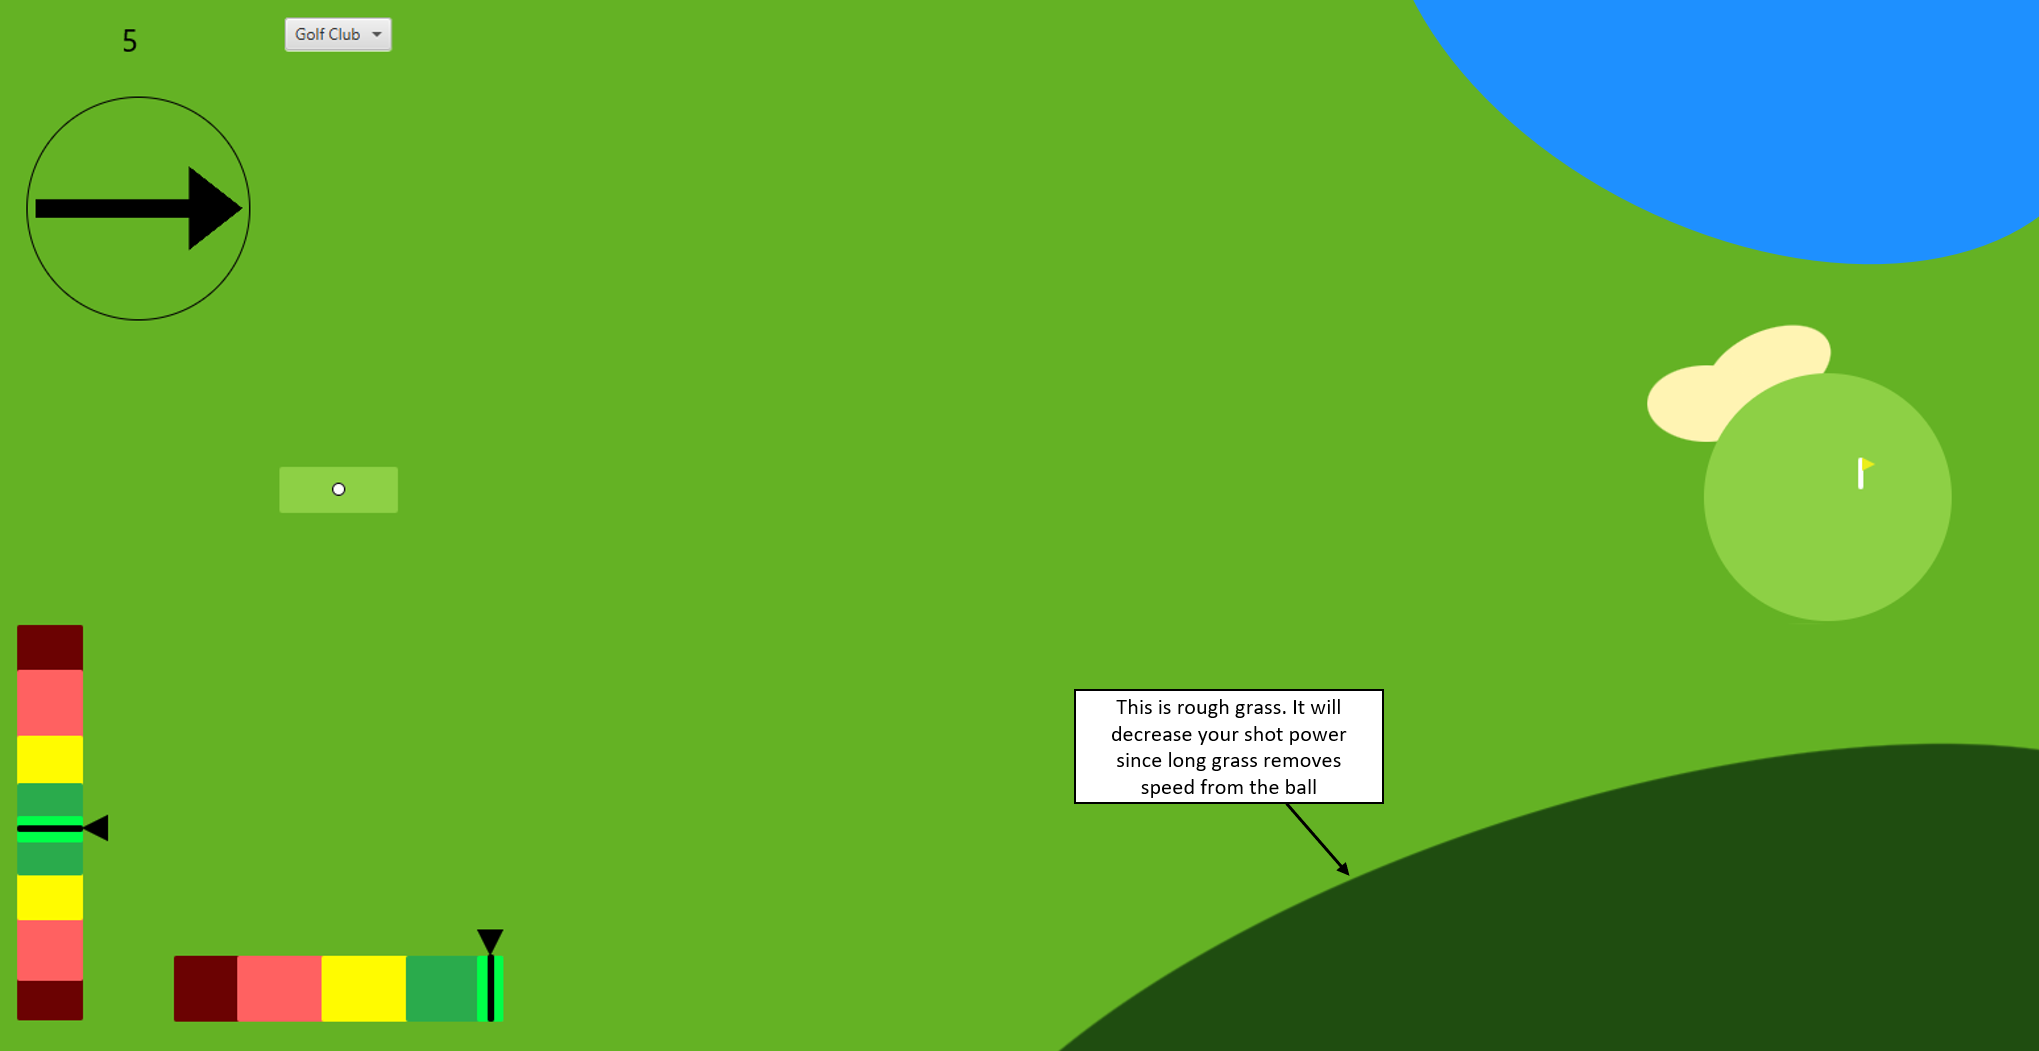 5
Golf Club
This is rough grass. It will
decrease your shot power
since long grass removes
speed from the ball